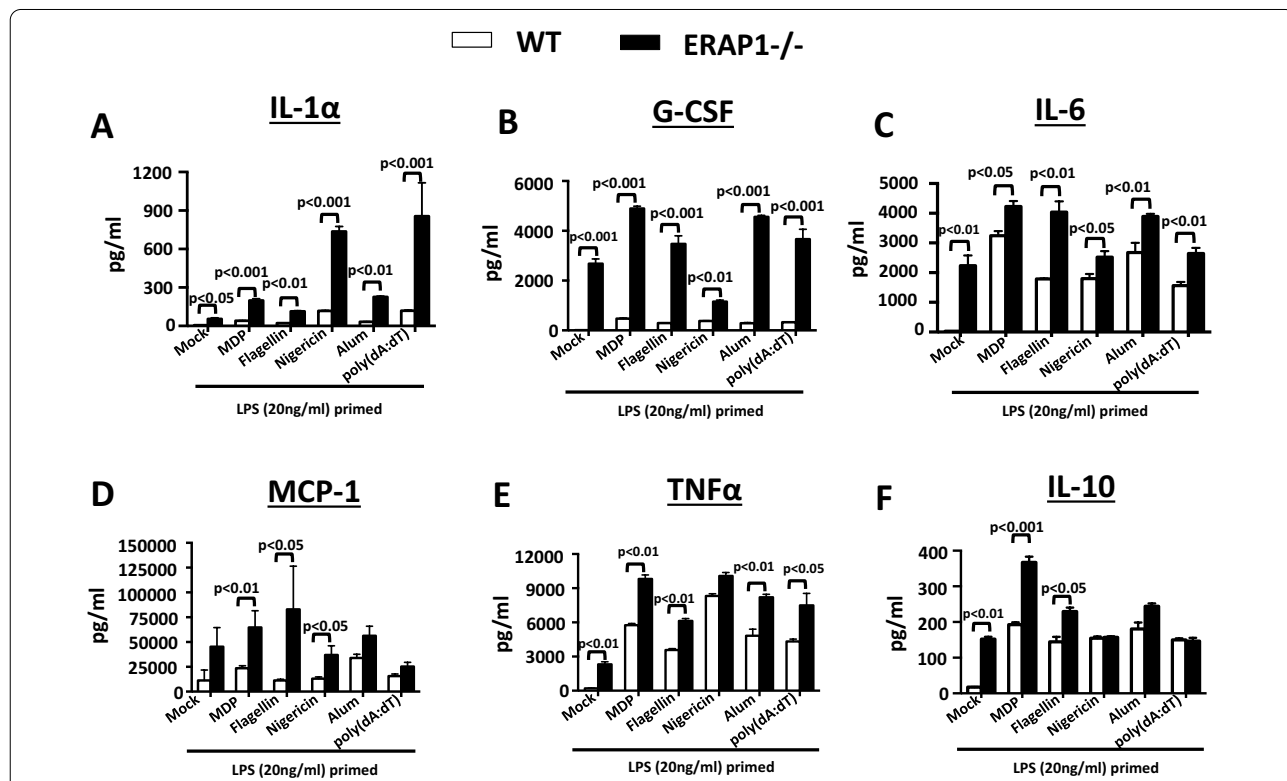 WT ERAP1-/-
A IL-1α
pg/ml
1200
900
600
300
0
p<0.05 p<0.001 p<0.01 p<0.001 p<0.01 p<0.001
Mock MDP Flagellin Nigericin Alum poly(dA:dT)
LPS (20ng/ml) primed
B G-CSF
pg/ml
6000
4000
2000
0
p<0.001 p<0.001 p<0.001 p<0.01 p<0.001 p<0.001
Mock MDP Flagellin Nigericin Alum poly(dA:dT)
LPS (20ng/ml) primed
C IL-6
pg/ml
5000
4000
3000
2000
1000
0
p<0.01 p<0.05 p<0.01 p<0.05 p<0.01 p<0.01
Mock MDP Flagellin Nigericin Alum poly(dA:dT)
LPS (20ng/ml) primed
D MCP-1
pg/ml
150000
125000
100000
75000
50000
25000
0
p<0.01 p<0.05 p<0.05
Mock MDP Flagellin Nigericin Alum poly(dA:dT)
LPS (20ng/ml) primed
E TNFα
pg/ml
12000
9000
6000
3000
0
p<0.01 p<0.01 p<0.01 p<0.01 p<0.05
Mock MDP Flagellin Nigericin Alum poly(dA:dT)
LPS (20ng/ml) primed
F IL-10
pg/ml
400
300
200
100
0
p<0.01 p<0.001 p<0.05
Mock MDP Flagellin Nigericin Alum poly(dA:dT)
LPS (20ng/ml) primed